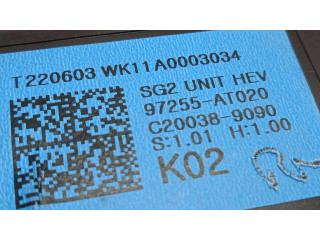 T220603 WK11A0003034
SG2 UNIT HEV
97255-AT020
C20038-9090
S:1.01 H:1.00
K02